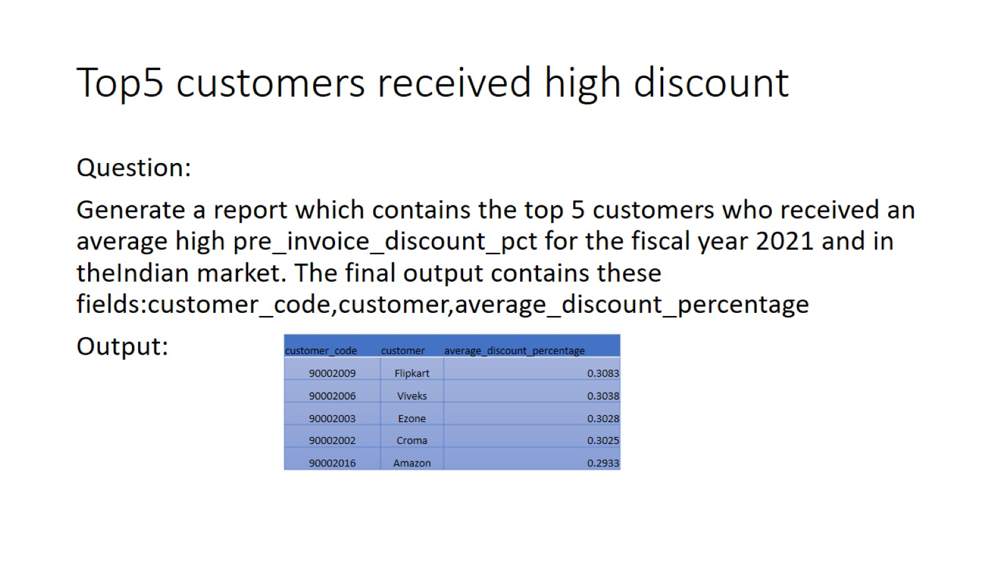 Top5 customers received high discount
Question:
Generate a report which contains the top 5 customers who received an
average high pre_invoice_discount_pct for the fiscal year 2021 and in
theIndian market. The final output contains these
fields:customer_code,customer,average_discount_percentage
Output:
customer_code customer average_discount_percentage
90002009 Flipkart 0.3083
90002006 Viveks 0.3038
90002003 Ezone 0.3028
90002002 Croma 0.3025
90002016 Amazon 0.2933